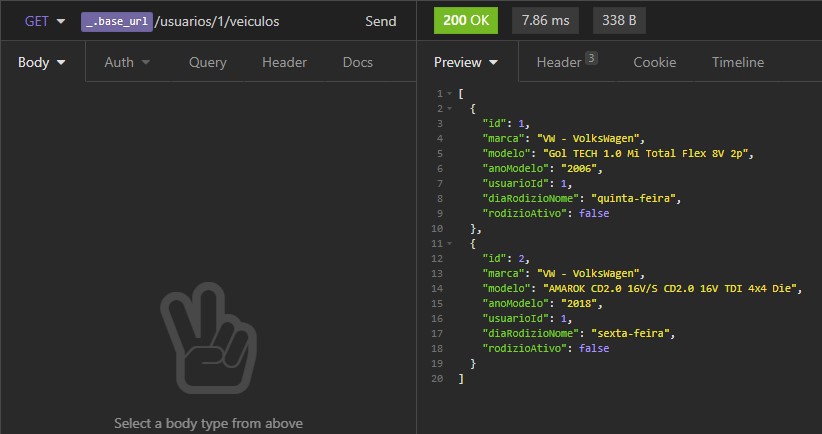 GET _.base_url /usuarios/1/veiculos Send
200 OK 7.86 ms 338 B
Body Auth Query Header Docs
Preview Header 3 Cookie Timeline
1 [
2 {
3 "id": 1,
4 "marca": "VW - VolksWagen",
5 "modelo": "Gol TECH 1.0 Mi Total Flex 8V 2p",
6 "anoModelo": "2006",
7 "usuarioId": 1,
8 "diaRodizioNome": "quinta-feira",
9 "rodizioAtivo": false
10 },
11 {
12 "id": 2,
13 "marca": "VW - VolksWagen",
14 "modelo": "AMAROK CD2.0 16V/S CD2.0 16V TDI 4x4 Die",
15 "anoModelo": "2018",
16 "usuarioId": 1,
17 "diaRodizioNome": "sexta-feira",
18 "rodizioAtivo": false
19 }
20 ]
Select a body type from above